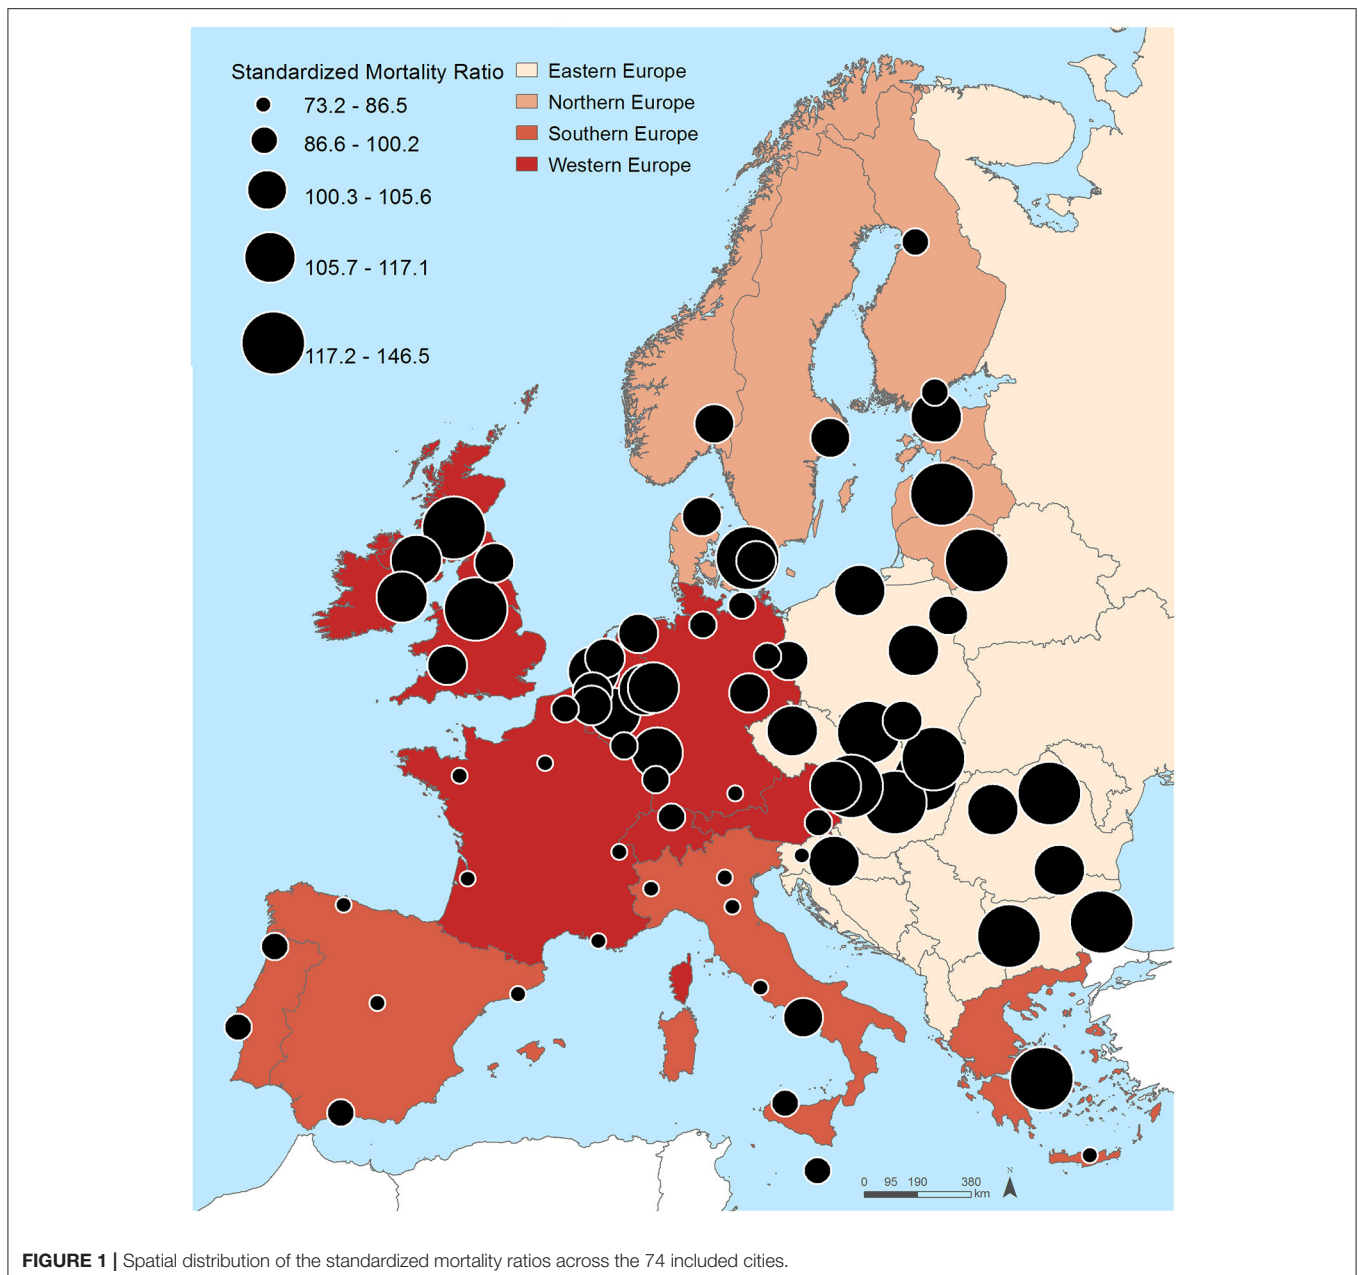 Standardized Mortality Ratio
73.2 - 86.5
86.6 - 100.2
100.3 - 105.6
105.7 - 117.1
117.2 - 146.5
Eastern Europe
Northern Europe
Southern Europe
Western Europe
N
0 95 190 380
km
FIGURE 1 | Spatial distribution of the standardized mortality ratios across the 74 included cities.